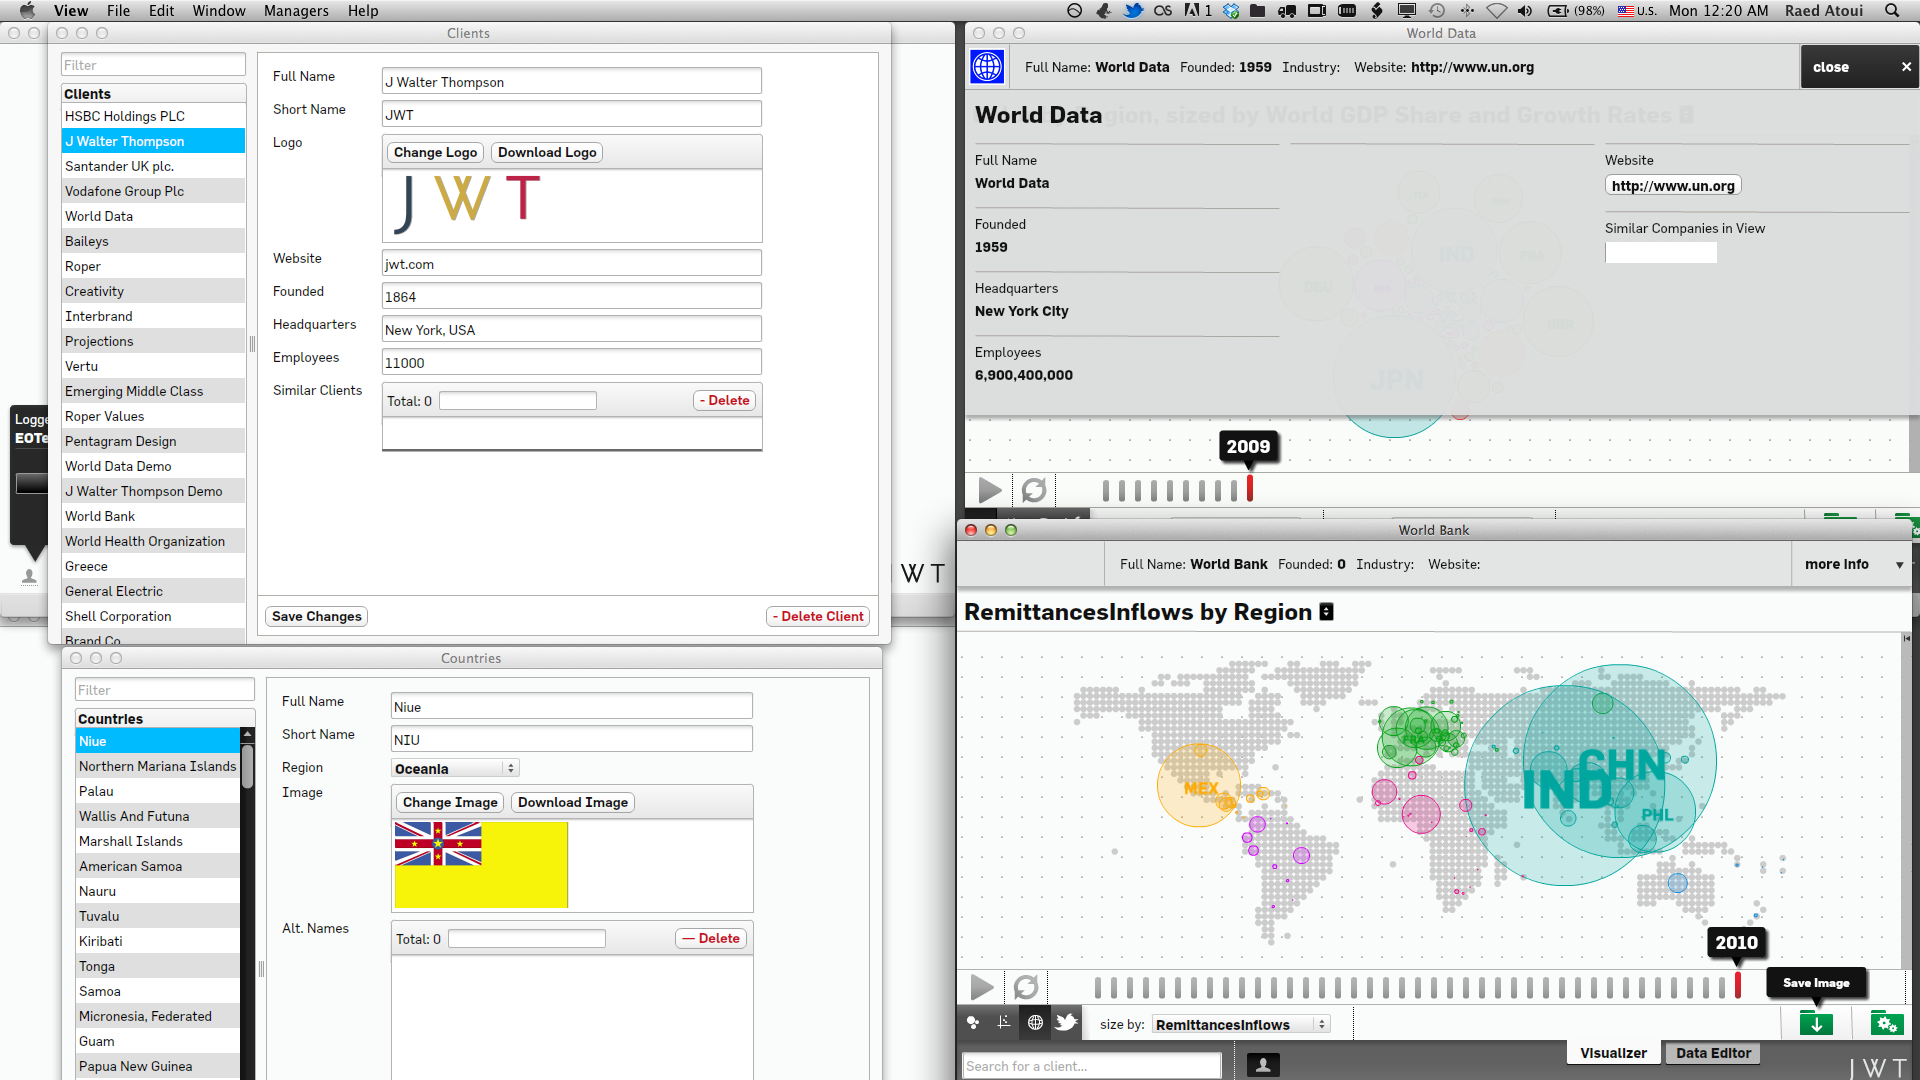 View File Edit Window Managers Help
1 (98%) U.S. Mon 12:20 AM Raed Atoui
Clients
Filter
Clients
HSBC Holdings PLC
J Walter Thompson
Santander UK plc.
Vodafone Group Plc
World Data
Baileys
Roper
Creativity
Interbrand
Projections
Vertu
Emerging Middle Class
Roper Values
Pentagram Design
World Data Demo
J Walter Thompson Demo
World Bank
World Health Organization
Greece
General Electric
Shell Corporation
Brand Co
Full Name J Walter Thompson
Short Name JWT
Logo Change Logo Download Logo
J W T
Website jwt.com
Founded 1864
Headquarters New York, USA
Employees 11000
Similar Clients Total: 0 - Delete
Save Changes - Delete Client
Logge
EOTe
W T
Countries
Filter
Countries
Niue
Northern Mariana Islands
Palau
Wallis And Futuna
Marshall Islands
American Samoa
Nauru
Tuvalu
Kiribati
Tonga
Samoa
Micronesia, Federated
Guam
Papua New Guinea
Full Name Niue
Short Name NIU
Region Oceania
Image Change Image Download Image
Alt. Names Total: 0 — Delete
World Data
Full Name: World Data Founded: 1959 Industry: Website: http://www.un.org close ×
World Data
egion, sized by World GDP Share and Growth Rates
Full Name
World Data
Founded
1959
Headquarters
New York City
Employees
6,900,400,000
Website
http://www.un.org
Similar Companies in View
IND
DEU
JPN
2009
World Bank
Full Name: World Bank Founded: 0 Industry: Website: more info
RemittancesInflows by Region
MEX
FRA
CHN
IND
PHL
2010
Save Image
size by: RemittancesInflows
Search for a client...
Visualizer Data Editor
J W T